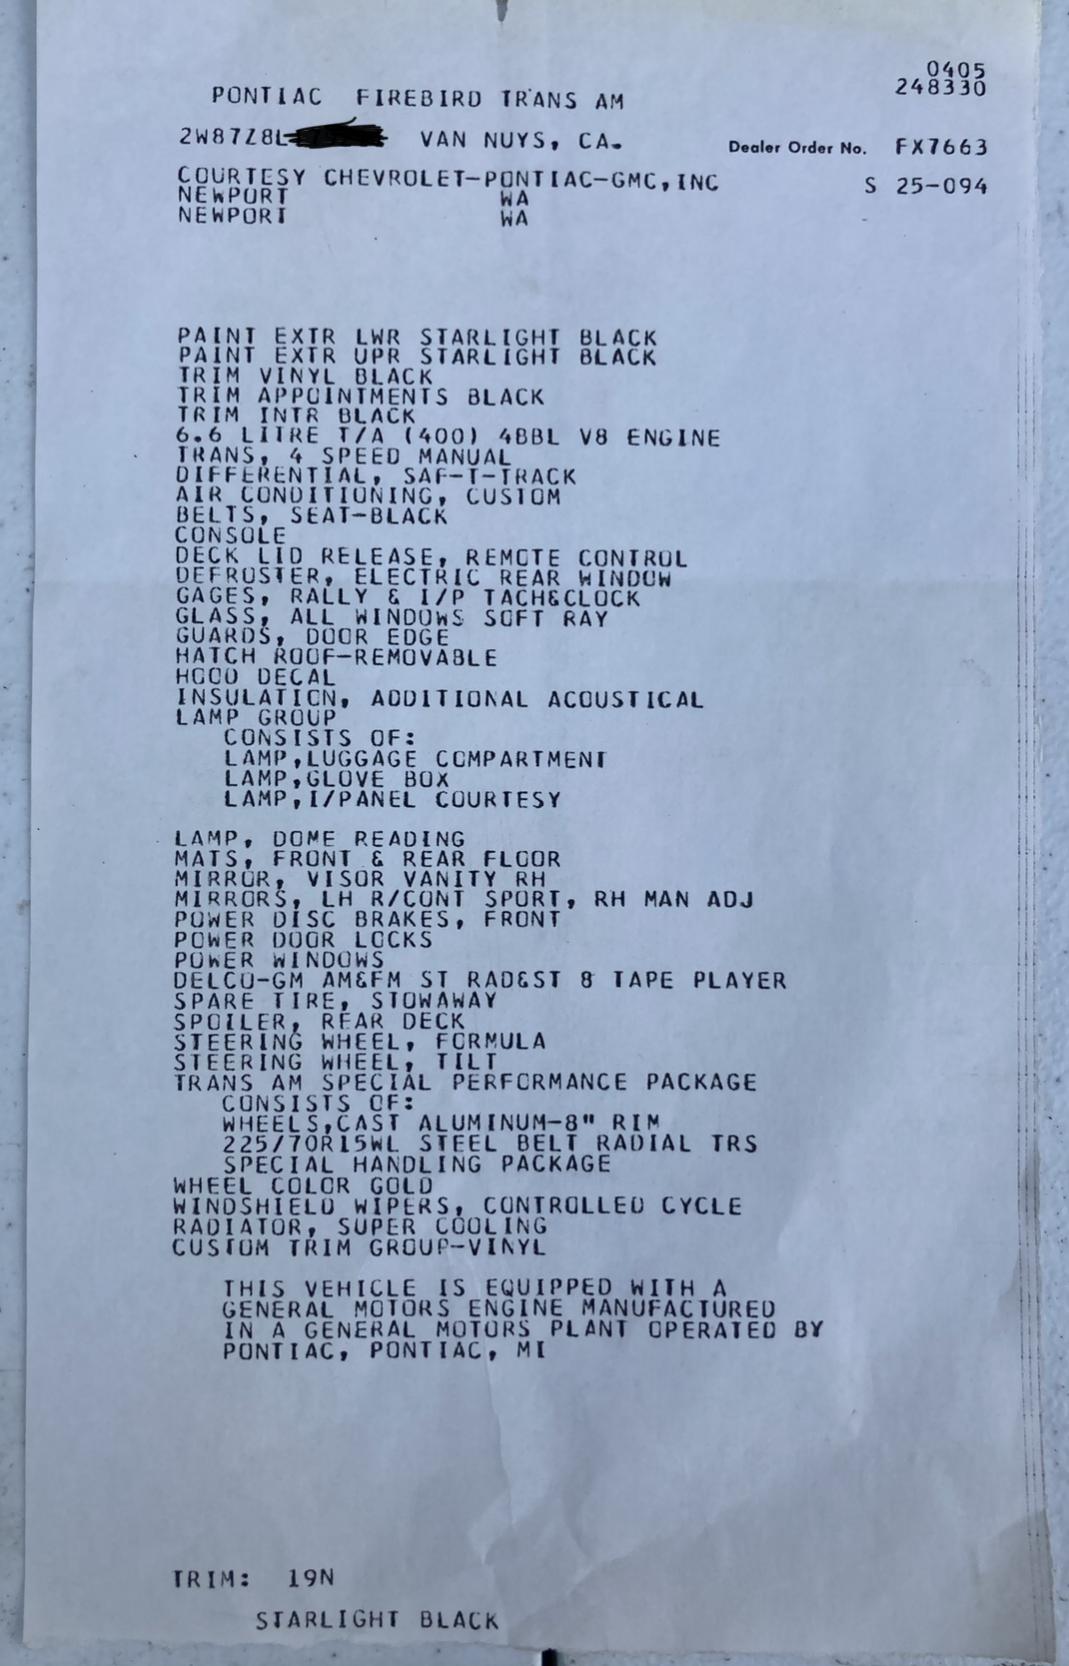 0405
248330
PONTIAC FIREBIRD TRANS AM
2W87Z8L VAN NUYS, CA.
Dealer Order No. FX7663
COURTESY CHEVROLET-PONTIAC-GMC,INC
S 25-094
NEWPORT WA
NEWPORT WA
PAINT EXTR LWR STARLIGHT BLACK
PAINT EXTR UPR STARLIGHT BLACK
TRIM VINYL BLACK
TRIM APPOINTMENTS BLACK
TRIM INTR BLACK
6.6 LITRE T/A (400) 4BBL V8 ENGINE
TRANS, 4 SPEED MANUAL
DIFFERENTIAL, SAF-T-TRACK
AIR CONDITIONING, CUSTOM
BELTS, SEAT-BLACK
CONSOLE
DECK LID RELEASE, REMOTE CONTROL
DEFROSTER, ELECTRIC REAR WINDOW
GAGES, RALLY & I/P TACH&CLOCK
GLASS, ALL WINDOWS SOFT RAY
GUARDS, DOOR EDGE
HATCH ROOF-REMOVABLE
HOOD DECAL
INSULATION, ADDITIONAL ACOUSTICAL
LAMP GROUP
CONSISTS OF:
LAMP,LUGGAGE COMPARTMENT
LAMP,GLOVE BOX
LAMP,I/PANEL COURTESY
LAMP, DOME READING
MATS, FRONT & REAR FLOOR
MIRROR, VISOR VANITY RH
MIRRORS, LH R/CONT SPORT, RH MAN ADJ
POWER DISC BRAKES, FRONT
POWER DOOR LOCKS
POWER WINDOWS
DELCO-GM AM&FM ST RAD&ST 8 TAPE PLAYER
SPARE TIRE, STOWAWAY
SPOILER, REAR DECK
STEERING WHEEL, FORMULA
STEERING WHEEL, TILT
TRANS AM SPECIAL PERFORMANCE PACKAGE
CONSISTS OF:
WHEELS,CAST ALUMINUM-8" RIM
225/70R15WL STEEL BELT RADIAL TRS
SPECIAL HANDLING PACKAGE
WHEEL COLOR GOLD
WINDSHIELD WIPERS, CONTROLLED CYCLE
RADIATOR, SUPER COOLING
CUSTOM TRIM GROUP-VINYL
THIS VEHICLE IS EQUIPPED WITH A
GENERAL MOTORS ENGINE MANUFACTURED
IN A GENERAL MOTORS PLANT OPERATED BY
PONTIAC, PONTIAC, MI
TRIM: 19N
STARLIGHT BLACK